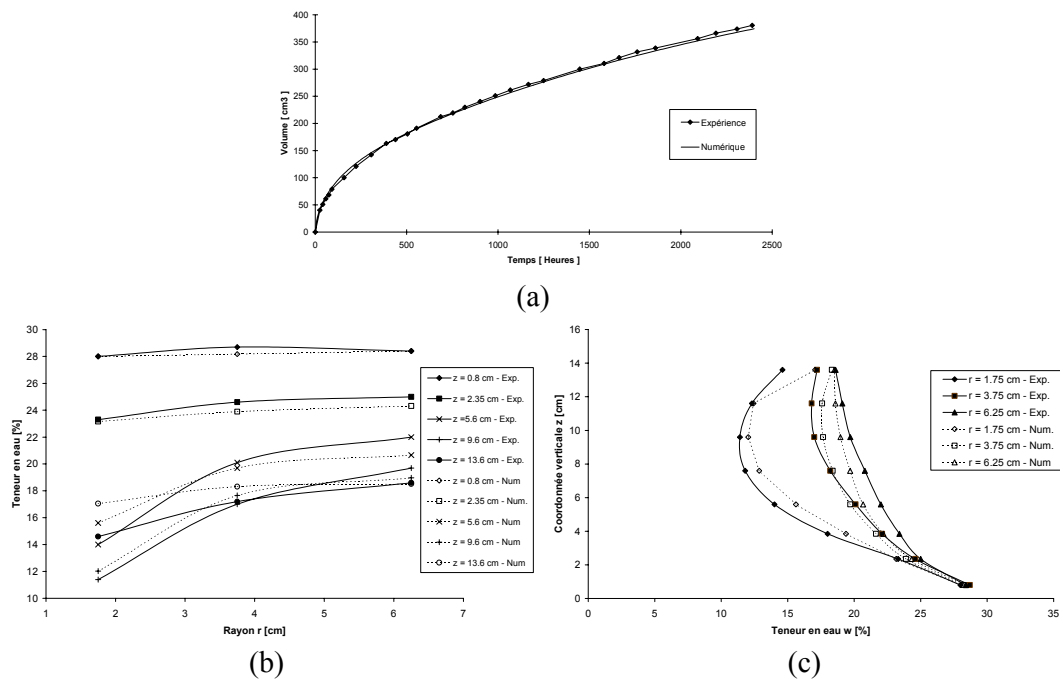 400
350
300
250
200
150
100
50
0
Volume [ cm3 ]
0 500 1000 1500 2000 2500
Temps [ Heures ]
Expérience
Numérique
(a)
30
28
26
24
22
20
18
16
14
12
10
Teneur en eau [%]
1 2 3 4 5 6 7
Rayon r [cm]
z = 0.8 cm - Exp.
z = 2.35 cm - Exp.
z =5.6 cm - Exp.
z = 9.6 cm - Exp.
z = 13.6 cm - Exp.
z = 0.8 cm - Num
z = 2.35 cm - Num.
z = 5.6 cm - Num
z = 9.6 cm - Num
z = 13.6 cm - Num
(b)
16
14
12
10
8
6
4
2
0
Coordonnée verticale z [cm]
0 5 10 15 20 25 30 35
Teneur en eau w [%]
r = 1.75 cm - Exp.
r = 3.75 cm - Exp.
r = 6.25 cm - Exp.
r = 1.75 cm - Num.
r = 3.75 cm - Num.
r = 6.25 cm - Num
(c)